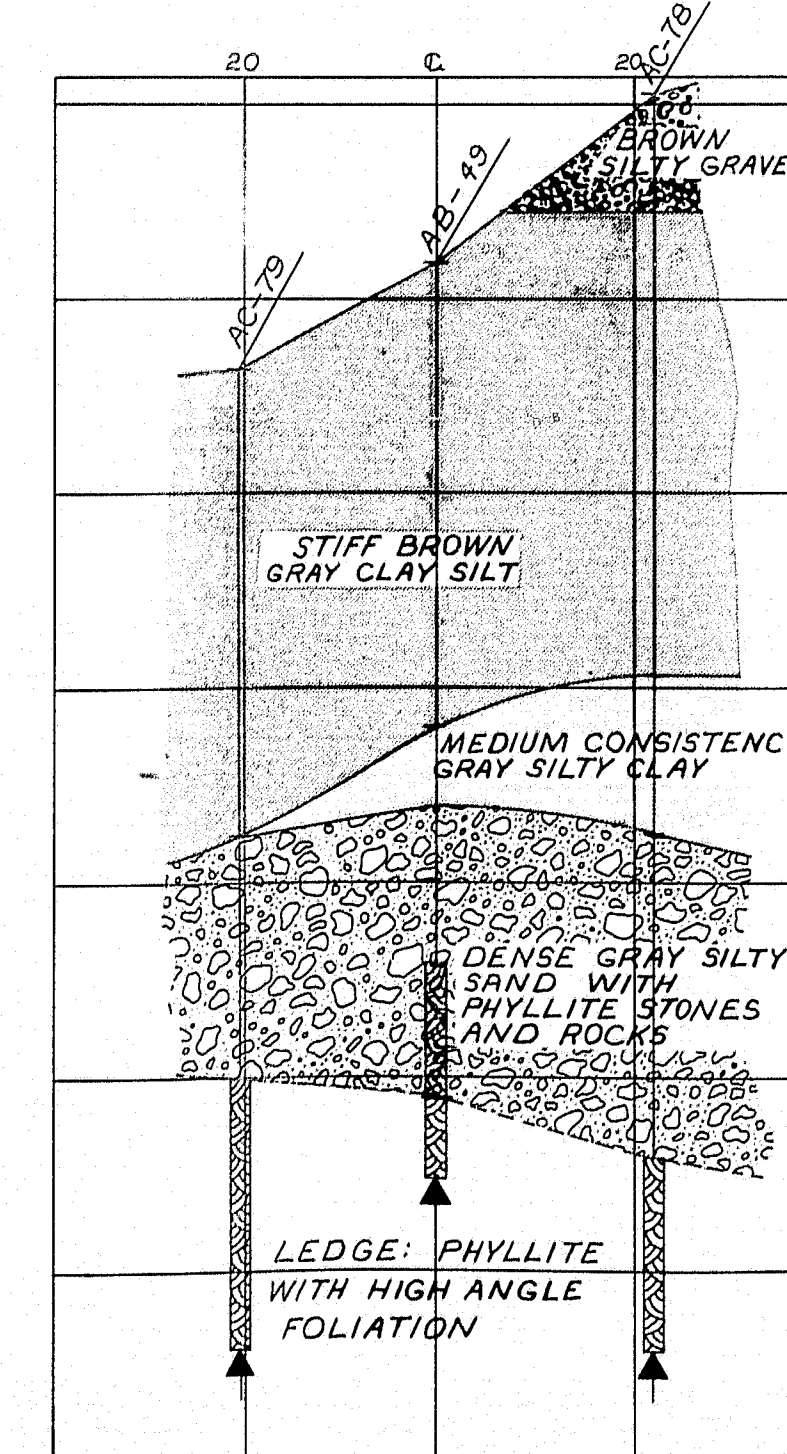 20 ℄ 20
AC-78
AB-49
AC-79
BROWN
SILTY GRAVE
STIFF BROWN
GRAY CLAY SILT
MEDIUM CONSISTENC
GRAY SILTY CLAY
DENSE GRAY SILTY
SAND WITH
PHYLLITE STONES
AND ROCKS
LEDGE: PHYLLITE
WITH HIGH ANGLE
FOLIATION